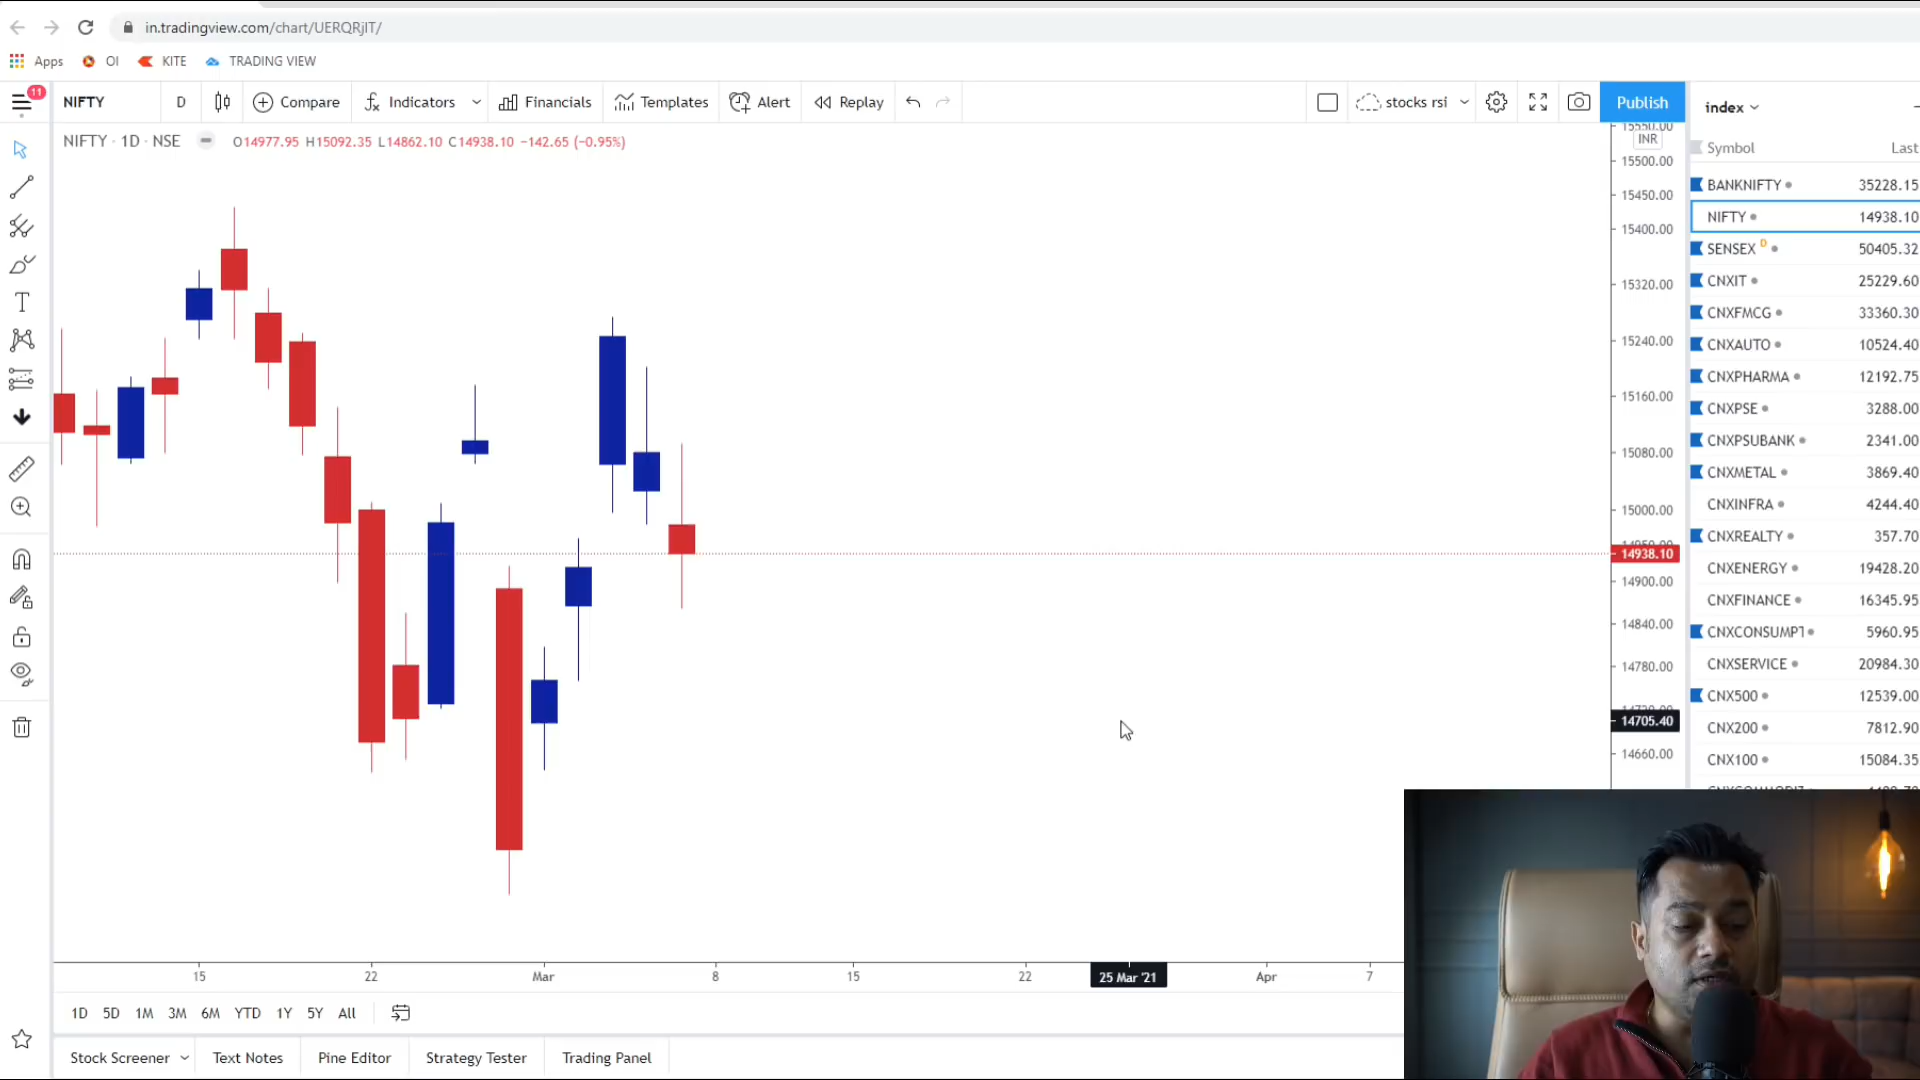 in.tradingview.com/chart/UERQRjIT/
Apps OI KITE TRADING VIEW
11
NIFTY D Compare Indicators Financials Templates Alert Replay stocks rsi Publish
NIFTY · 1D · NSE O14977.95 H15092.35 L14862.10 C14938.10 −142.65 (−0.95%)
15550.00
INR
15500.00
15450.00
15400.00
15320.00
15240.00
15160.00
15080.00
15000.00
14950.00
14938.10
14900.00
14840.00
14780.00
14720.00
14705.40
14660.00
index
Symbol Last
BANKNIFTY 35228.15
NIFTY 14938.10
SENSEX D 50405.32
CNXIT 25229.60
CNXFMCG 33360.30
CNXAUTO 10524.40
CNXPHARMA 12192.75
CNXPSE 3288.00
CNXPSUBANK 2341.00
CNXMETAL 3869.40
CNXINFRA 4244.40
CNXREALTY 357.70
CNXENERGY 19428.20
CNXFINANCE 16345.95
CNXCONSUMPT 5960.95
CNXSERVICE 20984.30
CNX500 12539.00
CNX200 7812.90
CNX100 15084.35
15 22 Mar 8 15 22 25 Mar '21 Apr 7
1D 5D 1M 3M 6M YTD 1Y 5Y All
Stock Screener Text Notes Pine Editor Strategy Tester Trading Panel